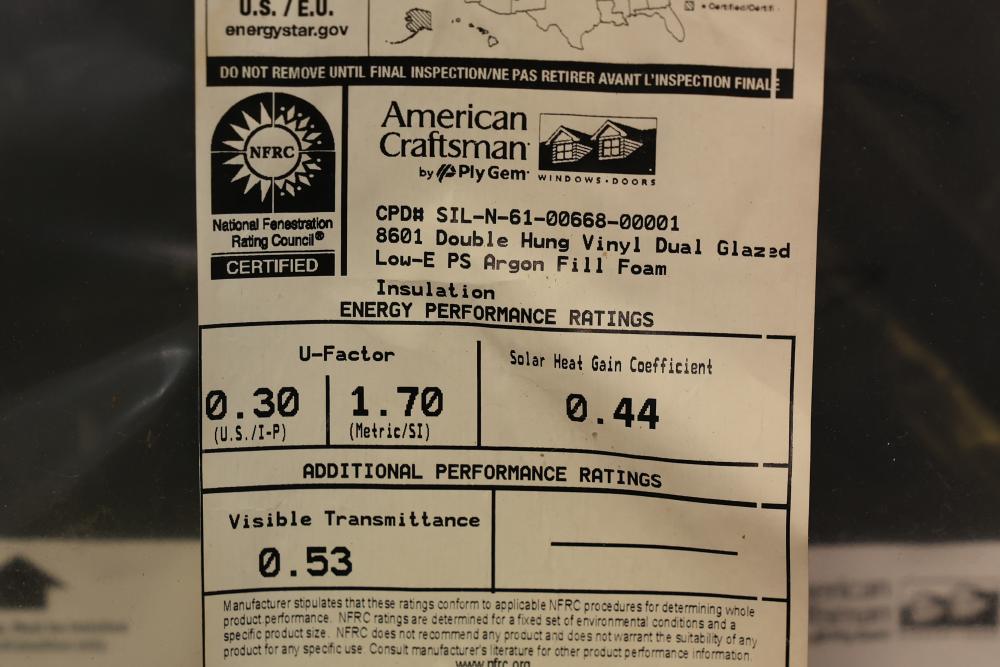 U.S. / E.U.
energystar.gov
DO NOT REMOVE UNTIL FINAL INSPECTION/NE PAS RETIRER AVANT L'INSPECTION FINALE
NFRC
National Fenestration
Rating Council®
CERTIFIED
American
Craftsman
by Ply Gem
WINDOWS • DOORS
CPD# SIL-N-61-00668-00001
8601 Double Hung Vinyl Dual Glazed
Low-E PS Argon Fill Foam
Insulation
ENERGY PERFORMANCE RATINGS
U-Factor
0.30
(U.S./I-P)
1.70
(Metric/SI)
Solar Heat Gain Coefficient
0.44
ADDITIONAL PERFORMANCE RATINGS
Visible Transmittance
0.53
Manufacturer stipulates that these ratings conform to applicable NFRC procedures for determining whole
product performance. NFRC ratings are determined for a fixed set of environmental conditions and a
specific product size. NFRC does not recommend any product and does not warrant the suitability of any
product for any specific use. Consult manufacturer's literature for other product performance information.
www.nfrc.org